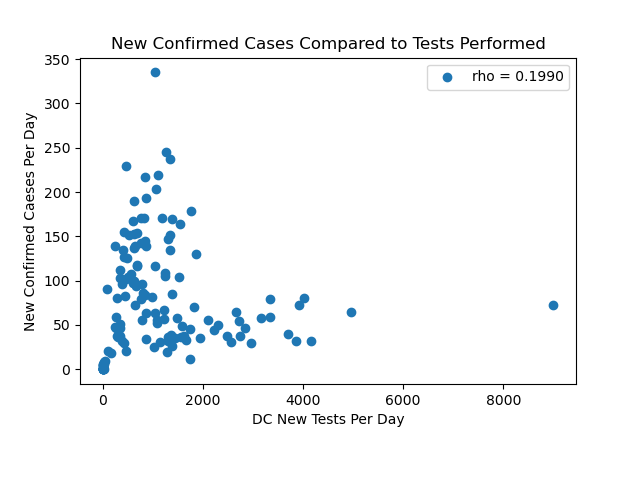 New Confirmed Cases Compared to Tests Performed
rho = 0.1990
350
300
250
200
150
100
50
0
New Confirmed Caeses Per Day
0 2000 4000 6000 8000
DC New Tests Per Day